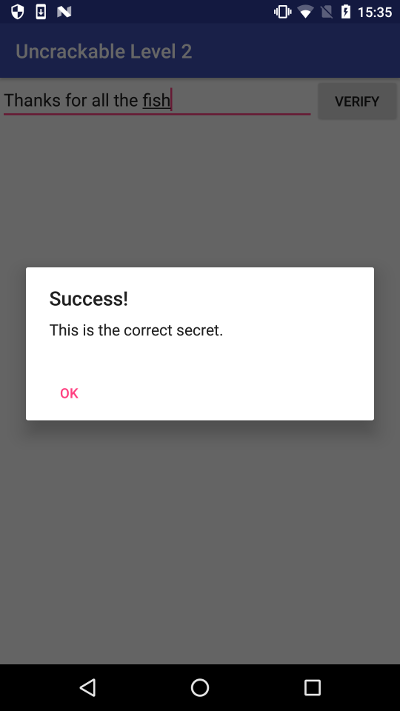 15:35
Uncrackable Level 2
Thanks for all the fish
VERIFY
Success!
This is the correct secret.
OK